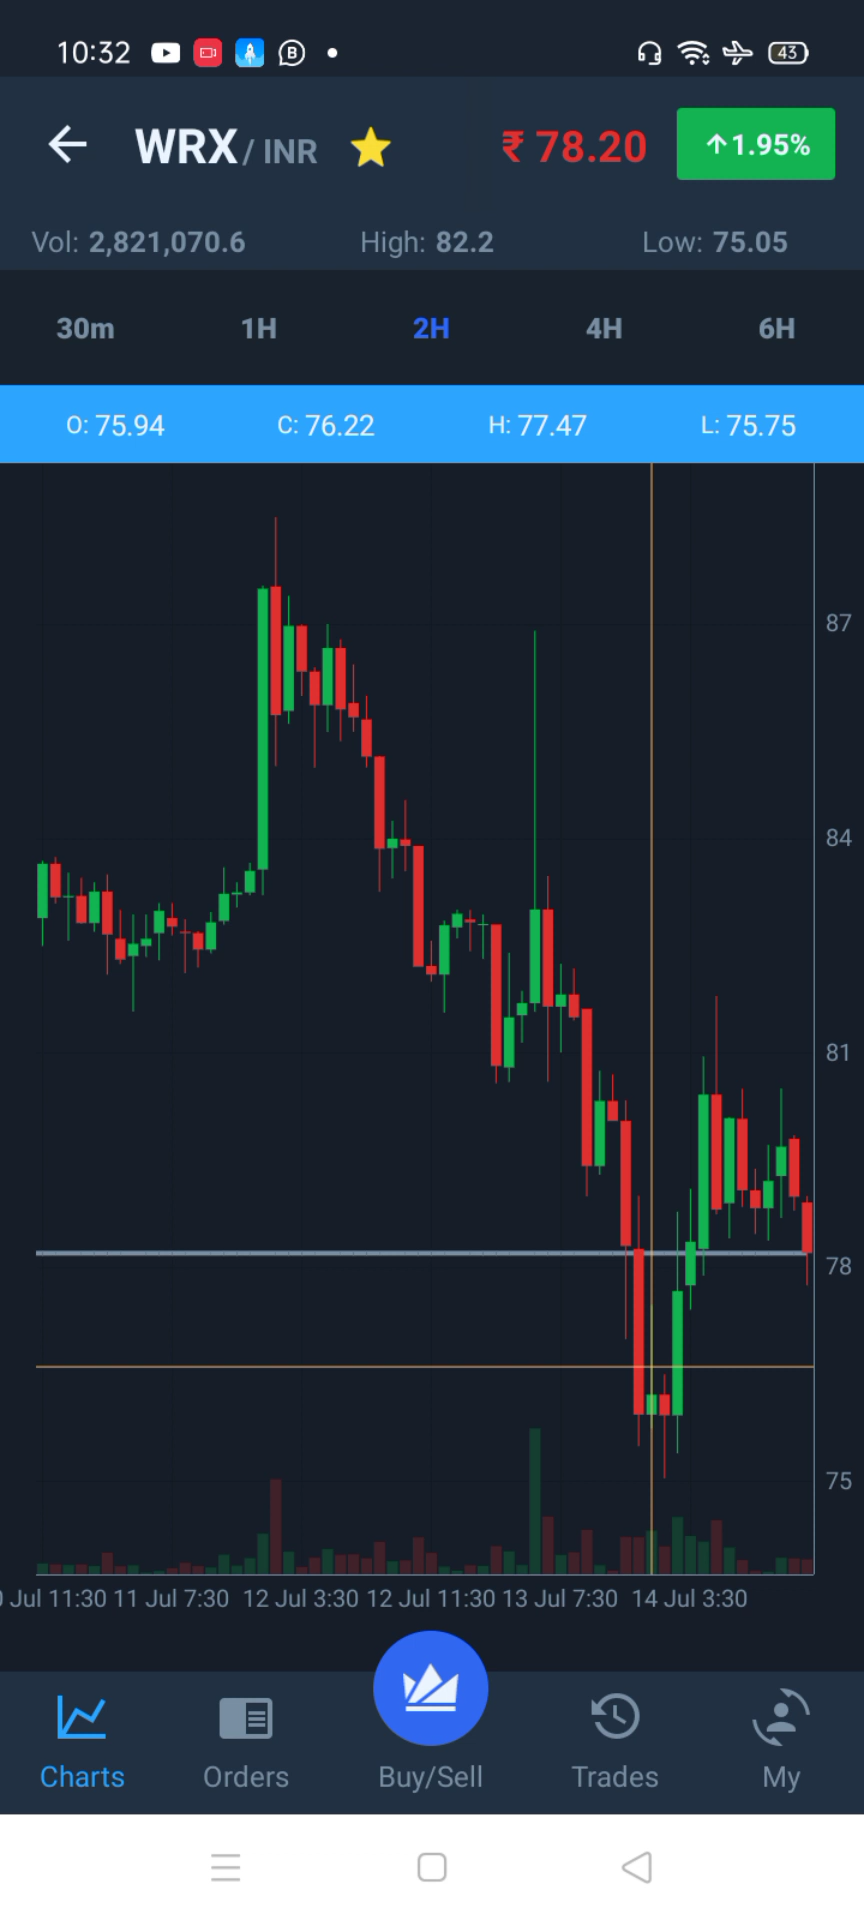 10:32 B 43
WRX / INR ₹ 78.20 ↑1.95%
Vol: 2,821,070.6 High: 82.2 Low: 75.05
30m 1H 2H 4H 6H
O: 75.94 C: 76.22 H: 77.47 L: 75.75
87
84
81
78
75
0 Jul 11:30 11 Jul 7:30 12 Jul 3:30 12 Jul 11:30 13 Jul 7:30 14 Jul 3:30
Charts Orders Buy/Sell Trades My